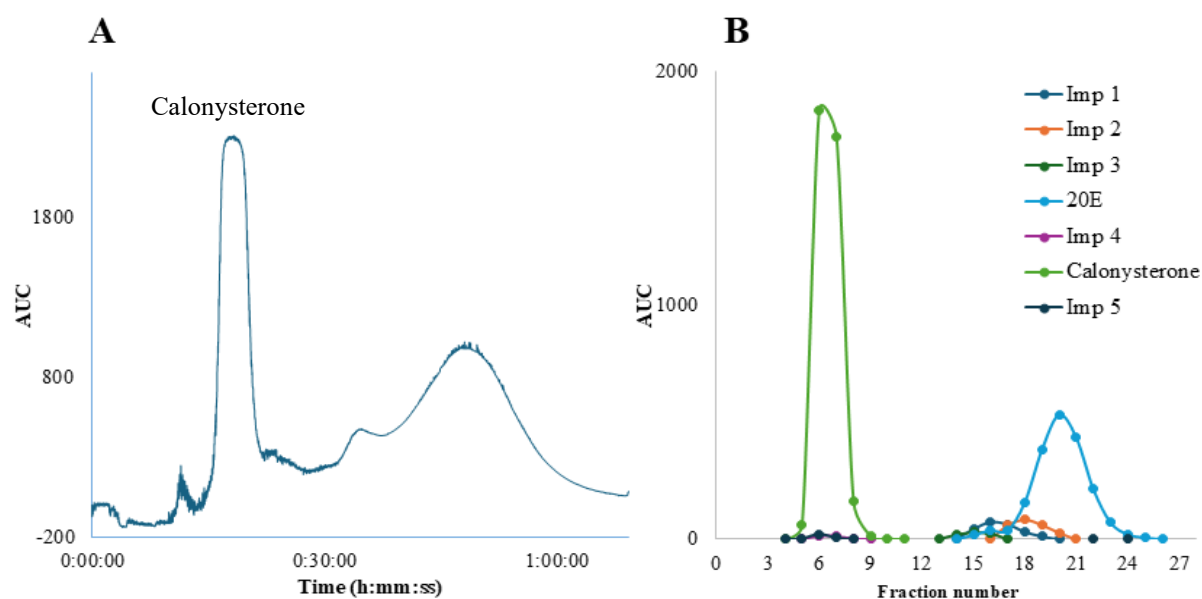 A
Calonysterone
1800
800
-200
AUC
0:00:00
0:30:00
1:00:00
Time (h:mm:ss)
B
2000
1000
0
AUC
Imp 1
Imp 2
Imp 3
20E
Imp 4
Calonysterone
Imp 5
0
3
6
9
12
15
18
21
24
27
Fraction number